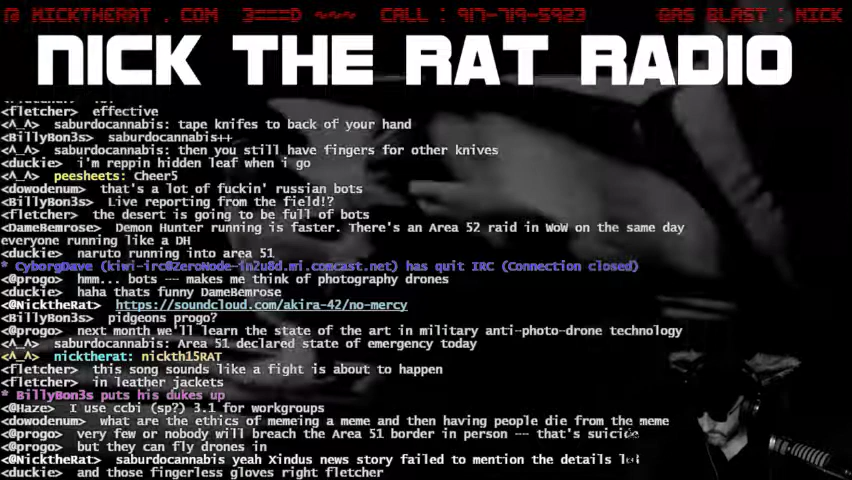 NICKTHERAT . COM 3===D ~~~~ CALL : 917-719-5923 GAS BLAST : NICK
NICK THE RAT RADIO
<fletcher> effective
<^_^> saburdocannabis: tape knifes to back of your hand
<BillyBon3s> saburdocannabis++
<^_^> saburdocannabis: then you still have fingers for other knives
<duckie> i'm reppin hidden leaf when i go
<^_^> peesheets: Cheer5
<dowodenum> that's a lot of fuckin' russian bots
<BillyBon3s> Live reporting from the field!?
<fletcher> the desert is going to be full of bots
<DameBemrose> Demon Hunter running is faster. There's an Area 52 raid in WoW on the same day
everyone running like a DH
<duckie> naruto running into area 51
* CyborgDave (kiwi-irc@ZeroNode-in2u8d.mi.comcast.net) has quit IRC (Connection closed)
<@progo> hmm... bots -- makes me think of photography drones
<duckie> haha thats funny DameBemrose
<@NicktheRat> https://soundcloud.com/akira-42/no-mercy
<BillyBon3s> pidgeons progo?
<@progo> next month we'll learn the state of the art in military anti-photo-drone technology
<^_^> saburdocannabis: Area 51 declared state of emergency today
<^_^> nicktherat: nickth15RAT
<fletcher> this song sounds like a fight is about to happen
<fletcher> in leather jackets
* BillyBon3s puts his dukes up
<@Haze> I use ccbi (sp?) 3.1 for workgroups
<dowodenum> what are the ethics of memeing a meme and then having people die from the meme
<@progo> very few or nobody will breach the Area 51 border in person -- that's suicide
<@progo> but they can fly drones in
<@NicktheRat> saburdocannabis yeah Xindus news story failed to mention the details lol
<duckie> and those fingerless gloves right fletcher